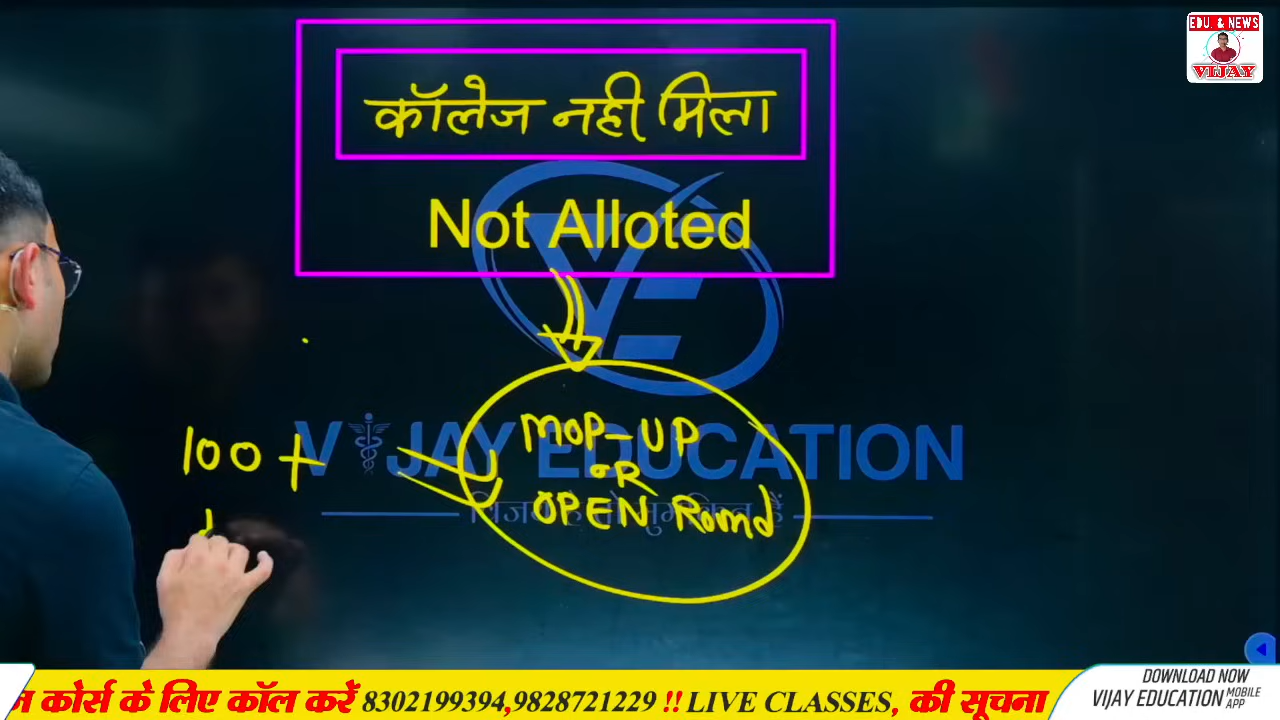 EDU. & NEWS
VIJAY
कॉलेज नही मिला
Not Alloted
MOP-UP
OR
OPEN Round
100 +
VIJAY EDUCATION
कोर्स के लिए कॉल करें 8302199394,9828721229 !! LIVE CLASSES, की सूचना
DOWNLOAD NOW
VIJAY EDUCATION MOBILE APP